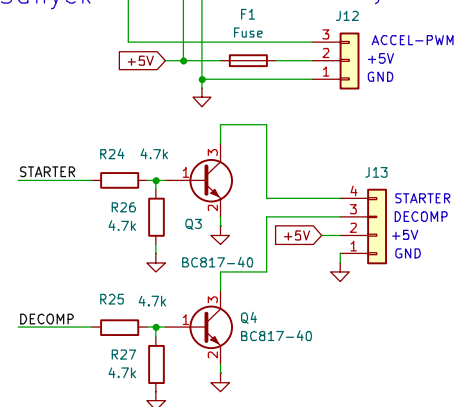 F1
J12
Fuse
3
ACCEL-PWM
+5V
2
+5V
1
GND
R24 4.7k
3
STARTER
1
J13
R26
4.7k
2
Q3
4
STARTER
3
DECOMP
+5V
2
+5V
1
GND
BC817-40
R25 4.7k
3
Q4
DECOMP
1
BC817-40
R27
4.7k
2